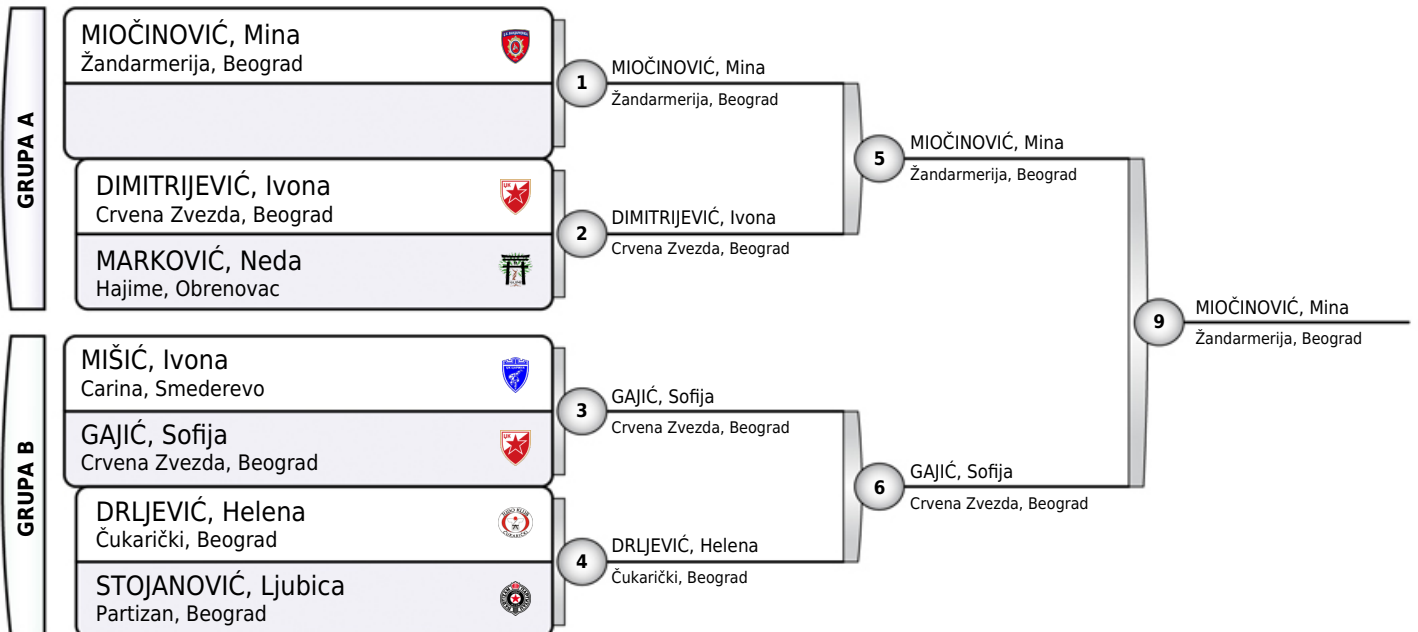 GRUPA A
MIOČINOVIĆ, Mina
Žandarmerija, Beograd
DIMITRIJEVIĆ, Ivona
Crvena Zvezda, Beograd
MARKOVIĆ, Neda
Hajime, Obrenovac
GRUPA B
MIŠIĆ, Ivona
Carina, Smederevo
GAJIĆ, Sofija
Crvena Zvezda, Beograd
DRLJEVIĆ, Helena
Čukarički, Beograd
STOJANOVIĆ, Ljubica
Partizan, Beograd
1
MIOČINOVIĆ, Mina
Žandarmerija, Beograd
2
DIMITRIJEVIĆ, Ivona
Crvena Zvezda, Beograd
3
GAJIĆ, Sofija
Crvena Zvezda, Beograd
4
DRLJEVIĆ, Helena
Čukarički, Beograd
5
MIOČINOVIĆ, Mina
Žandarmerija, Beograd
6
GAJIĆ, Sofija
Crvena Zvezda, Beograd
9
MIOČINOVIĆ, Mina
Žandarmerija, Beograd